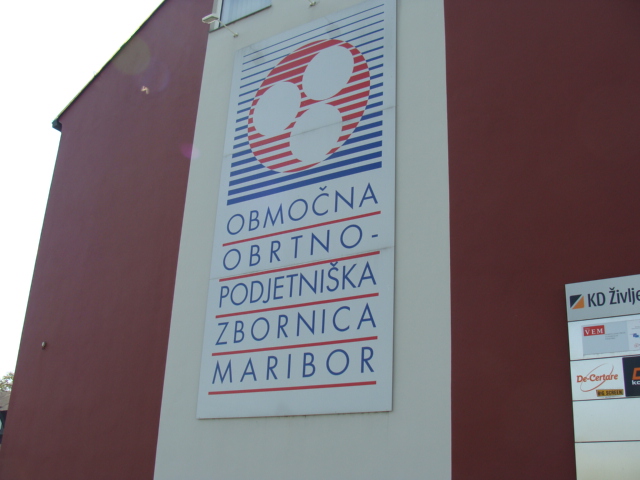 OBMOČNA
OBRTNO-
PODJETNIŠKA
ZBORNICA
MARIBOR
KD Življe
VEM
De-Certare